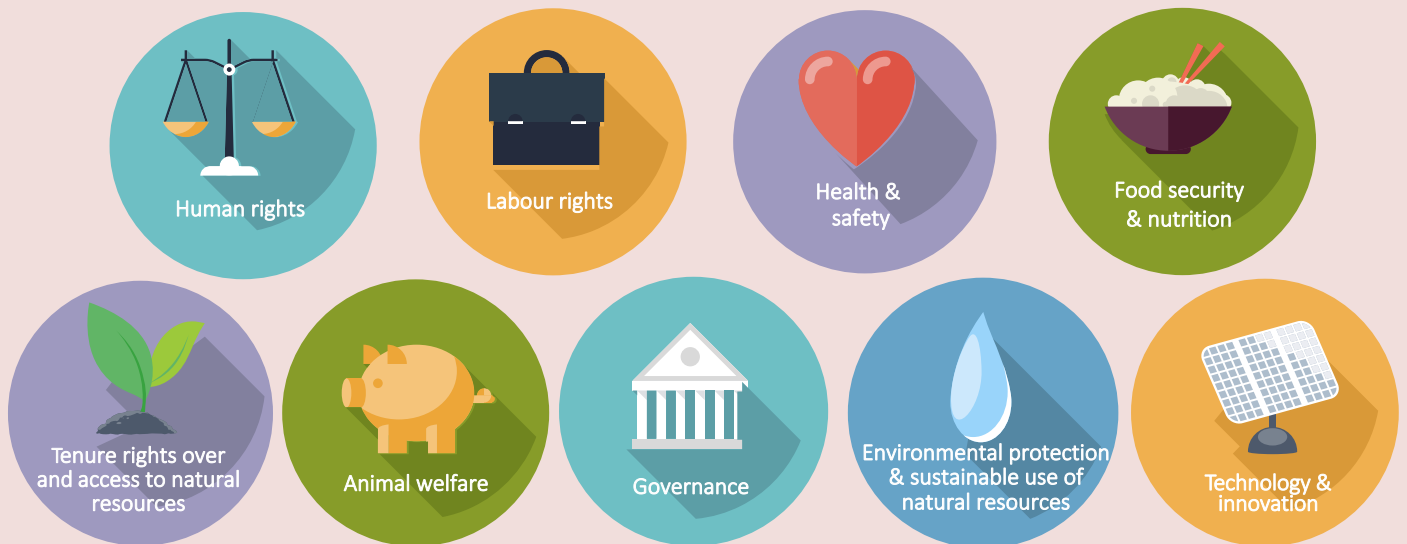 Human rights
Labour rights
Health &
safety
Food security
& nutrition
Tenure rights over
and access to natural
resources
Animal welfare
Governance
Environmental protection
& sustainable use of
natural resources
Technology &
innovation